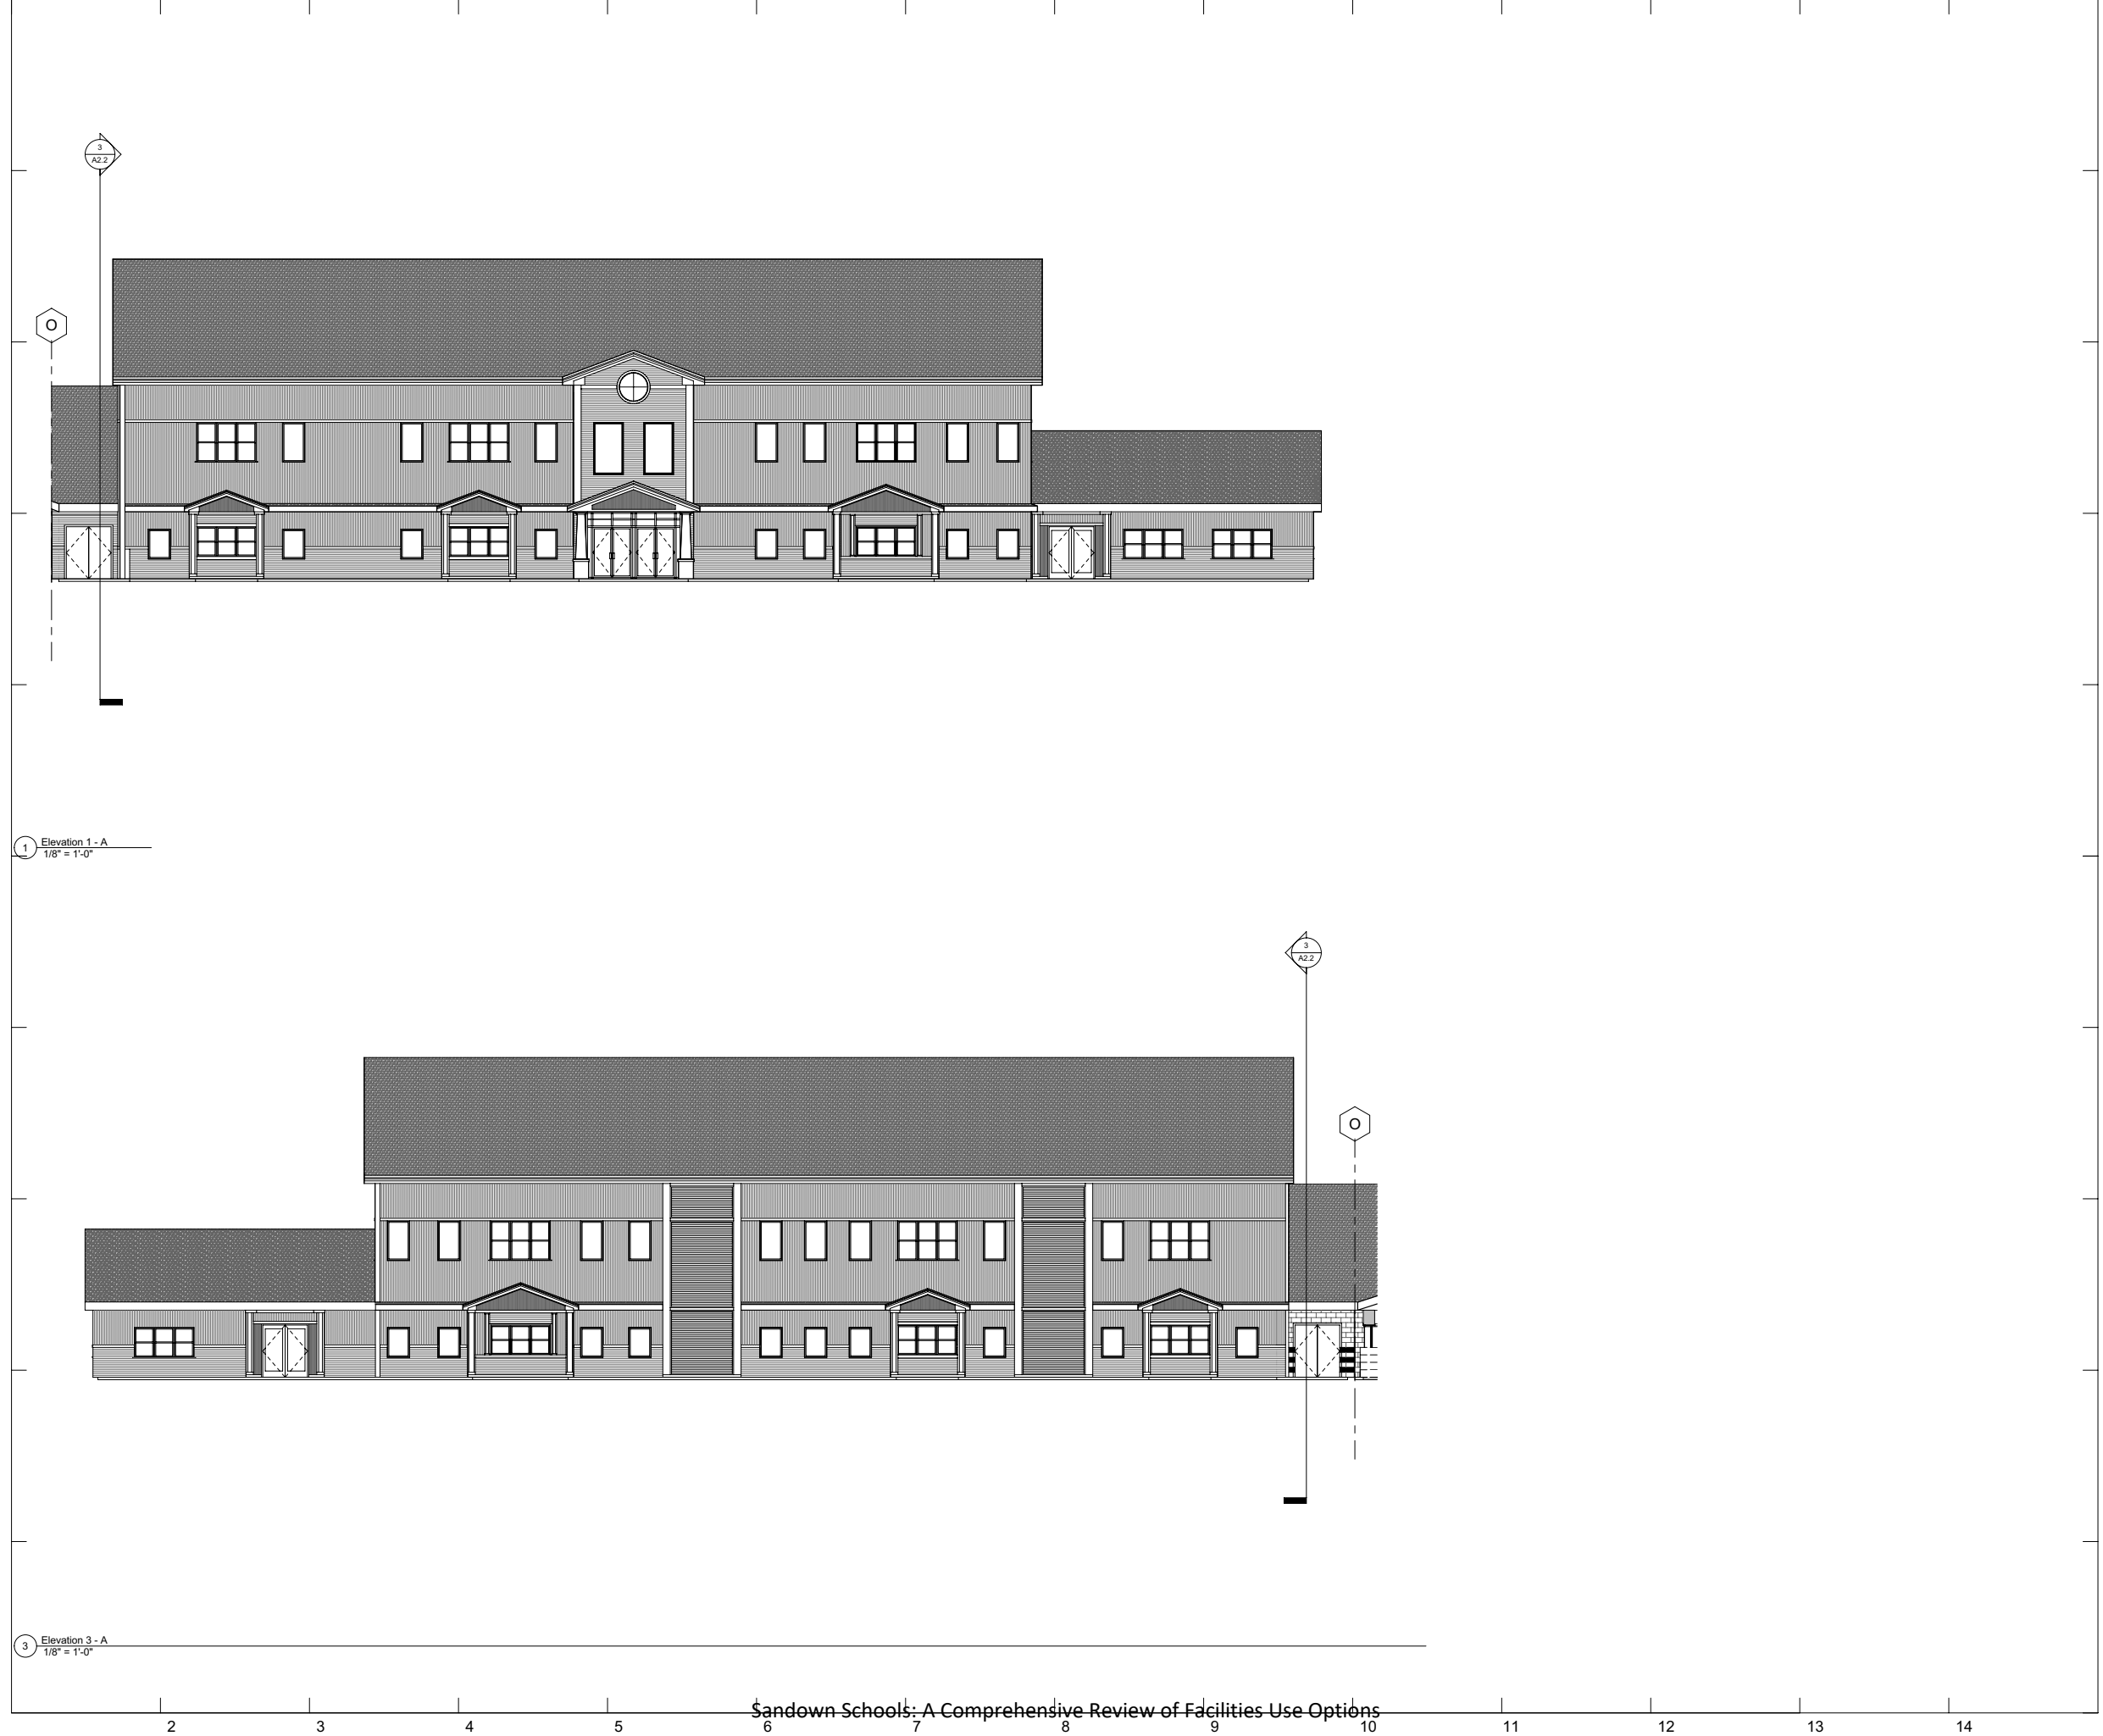 3
A2.2
O
1
Elevation 1 - A
1/8" = 1'-0"
3
A2.2
O
3
Elevation 3 - A
1/8" = 1'-0"
Sandown Schools: A Comprehensive Review of Facilities Use Options
2 3 4 5 6 7 8 9 10 11 12 13 14